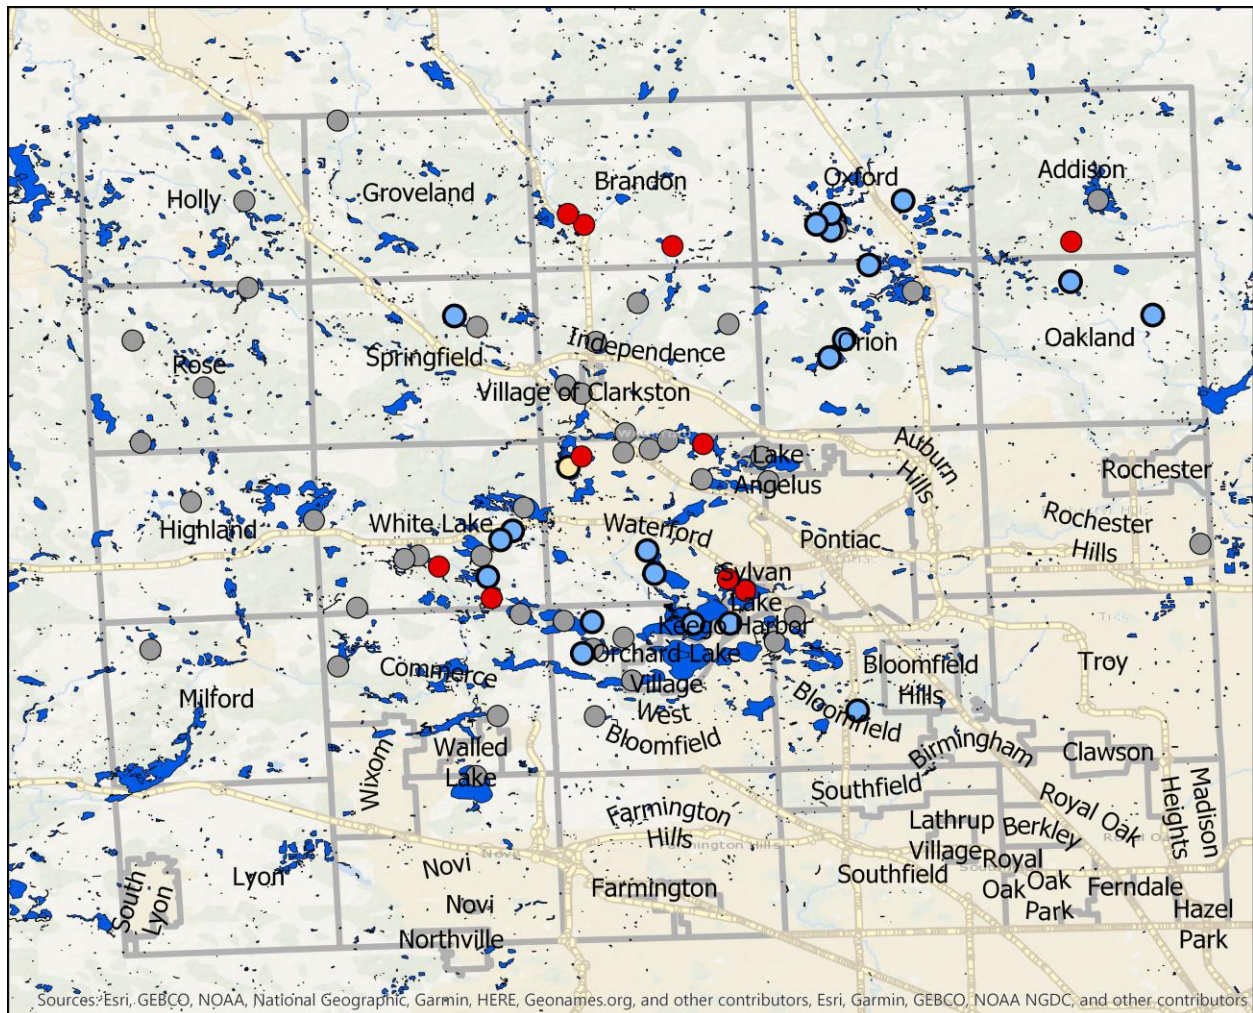 Holly
Groveland
Brandon
Oxford
Addison
Rose
Springfield
Independence
Village of Clarkston
Orion
Oakland
Highland
White Lake
Waterford
Lake
Angelus
Pontiac
Auburn
Hills
Rochester
Rochester
Hills
Sylvan
Lake
Keego Harbor
Orchard Lake
Village
West
Bloomfield
Milford
Commerce
Wixom
Walled
Lake
Bloomfield
Bloomfield
Hills
Troy
Birmingham
Clawson
Southfield
Farmington
Hills
Farmington Hills
Lathrup
Village
Southfield
Royal
Oak
Berkley
Royal Oak
Madison
Heights
Oak
Park
Ferndale
Hazel
Park
South
Lyon
Lyon
Novi
Novi
Novi
Northville
Farmington
Sources: Esri, GEBCO, NOAA, National Geographic, Garmin, HERE, Geonames.org, and other contributors, Esri, Garmin, GEBCO, NOAA NGDC, and other contributors